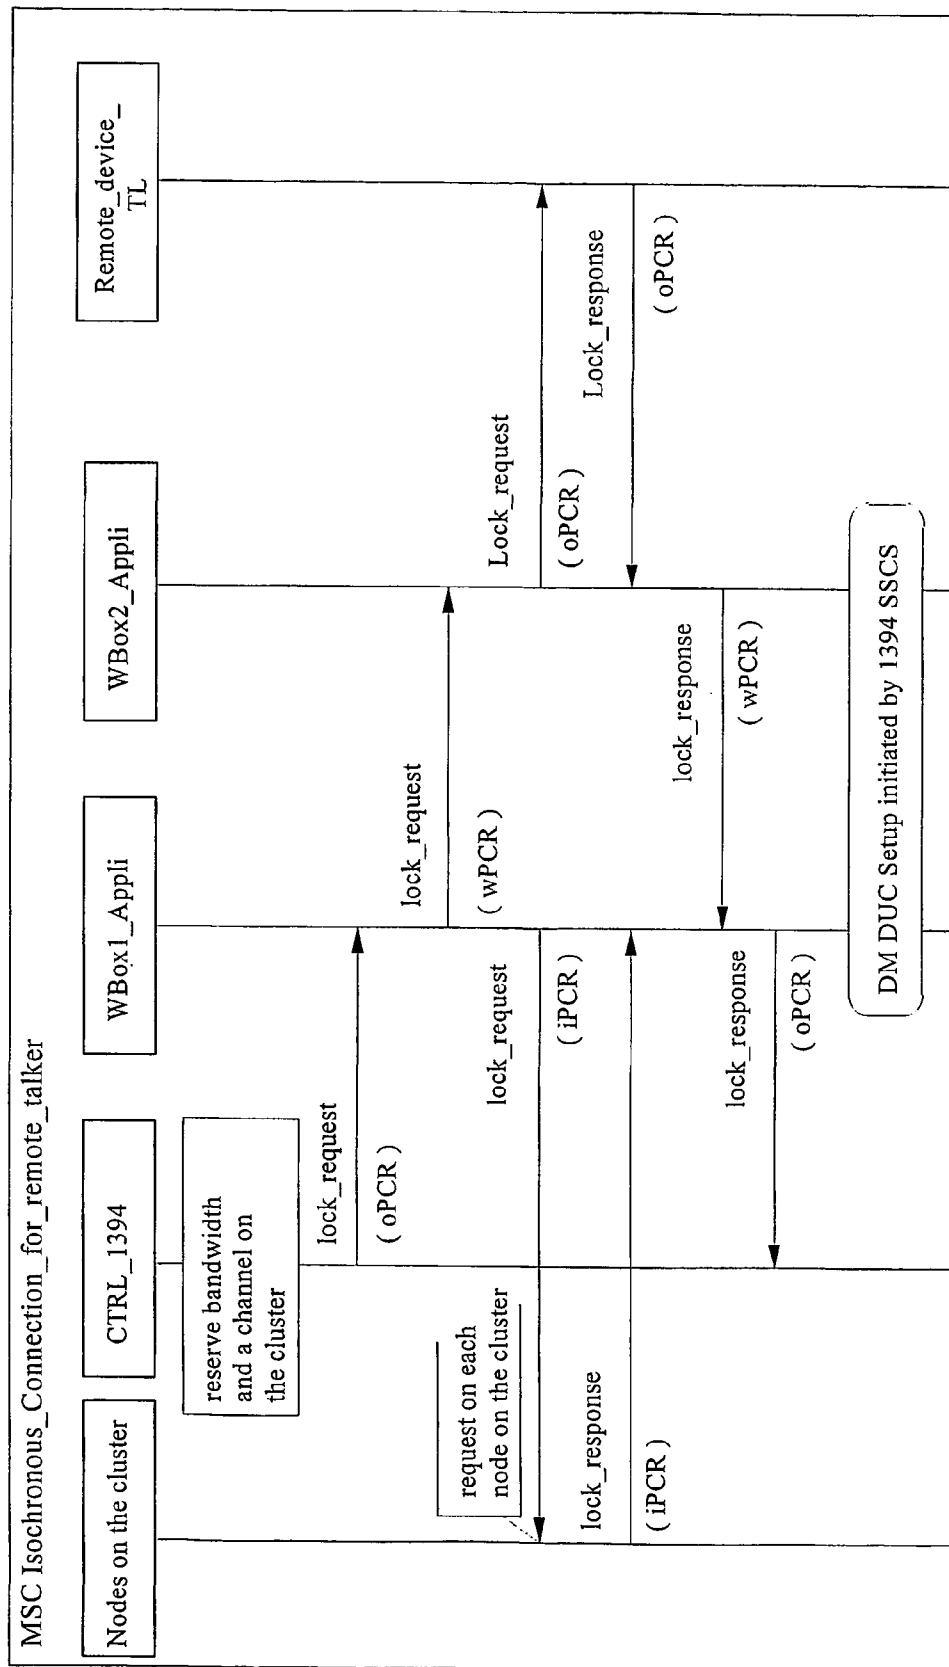 MSC Isochronous_Connection_for_remote_talker
Nodes on the cluster
CTRL_1394
WBox1_Appli
WBox2_Appli
Remote_device_
TL
reserve bandwidth
and a channel on
the cluster
lock_request
( oPCR )
lock_request
( wPCR )
request on each
node on the cluster
lock_request
( iPCR )
Lock_request
( oPCR )
lock_response
( iPCR )
Lock_response
( oPCR )
lock_response
( wPCR )
lock_response
( oPCR )
DM DUC Setup initiated by 1394 SSCS